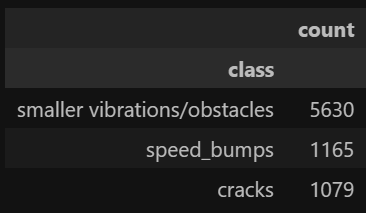 count
class
smaller vibrations/obstacles 5630
speed_bumps 1165
cracks 1079